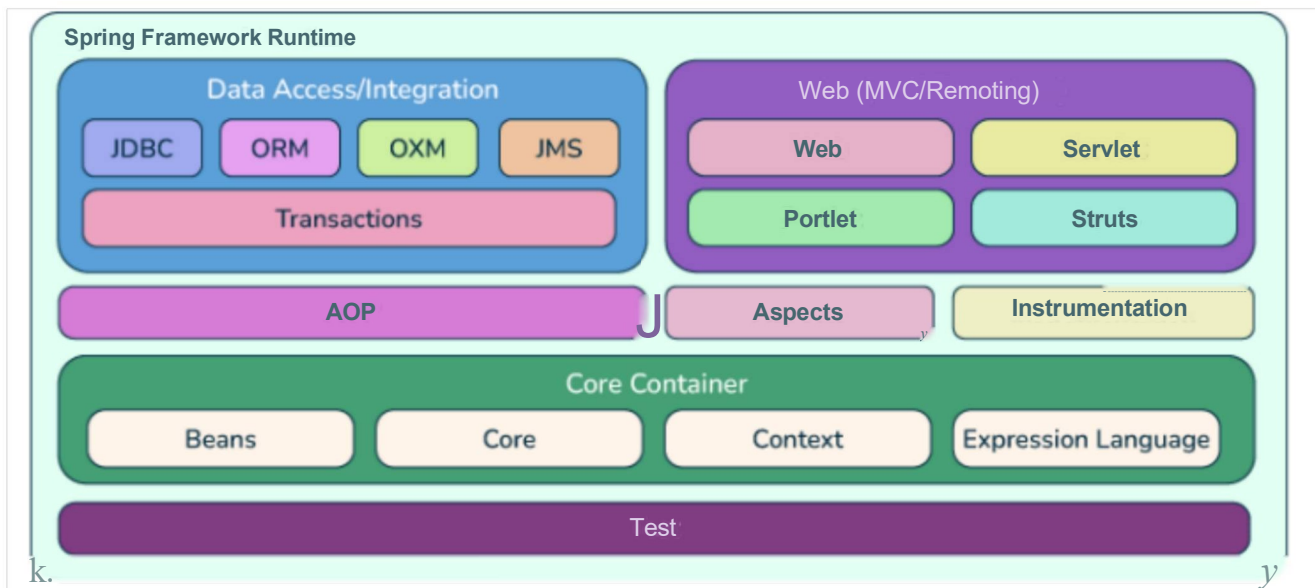 Spring Framework Runtime
Data Access/Integration
Web (MVC/Remoting)
JDBC
ORM
OXM
JMS
Web
Servlet
Transactions
Portlet
Struts
AOP
J
Aspects
y
Instrumentation
Core Container
Beans
Core
Context
Expression Language
Test
k.
y